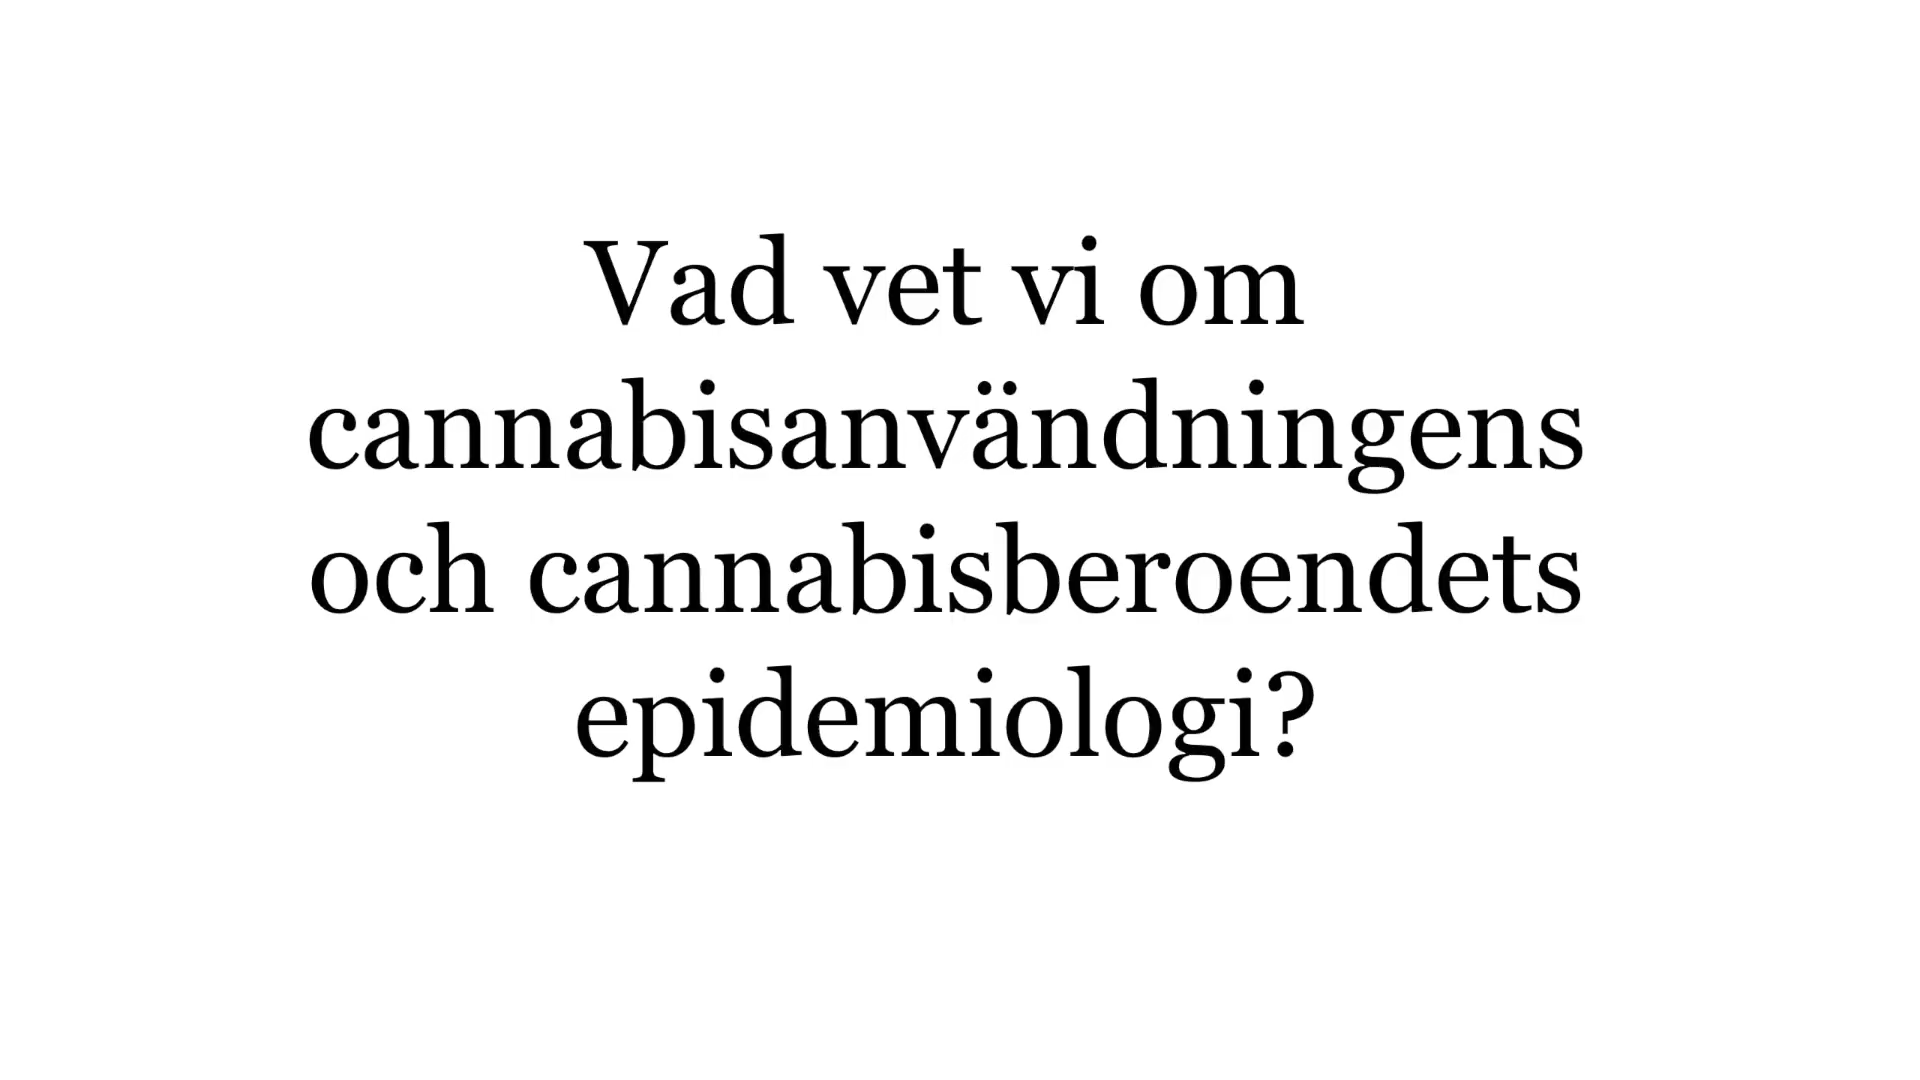 Vad vet vi om
cannabisanvändningens
och cannabisberoendets
epidemiologi?